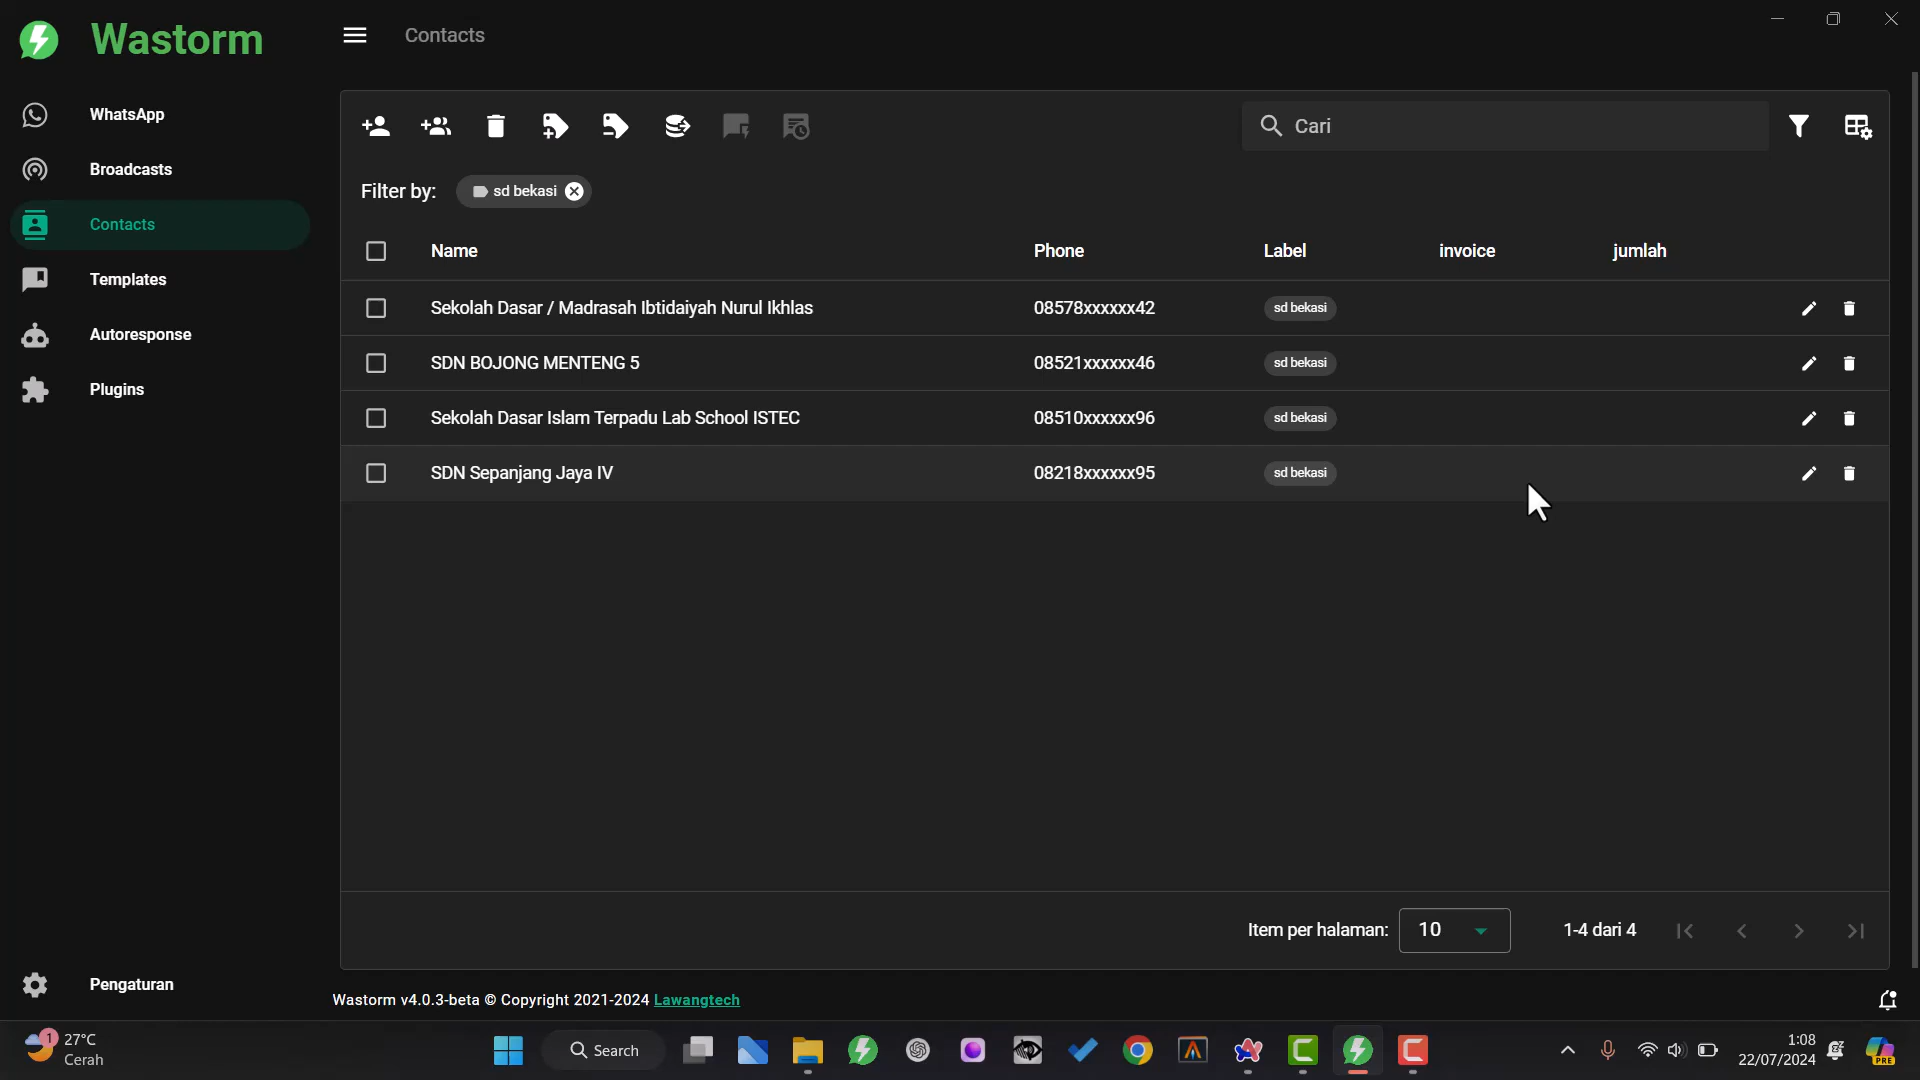 Wastorm
Contacts
WhatsApp
Broadcasts
Contacts
Templates
Autoresponse
Plugins
Pengaturan
Cari
Filter by: sd bekasi
Name Phone Label invoice jumlah
Sekolah Dasar / Madrasah Ibtidaiyah Nurul Ikhlas 08578xxxxxx42 sd bekasi
SDN BOJONG MENTENG 5 08521xxxxxx46 sd bekasi
Sekolah Dasar Islam Terpadu Lab School ISTEC 08510xxxxxx96 sd bekasi
SDN Sepanjang Jaya IV 08218xxxxxx95 sd bekasi
Item per halaman: 10 1-4 dari 4
Wastorm v4.0.3-beta © Copyright 2021-2024 Lawangtech
1 27°C
Cerah
Search
1:08
22/07/2024
PRE